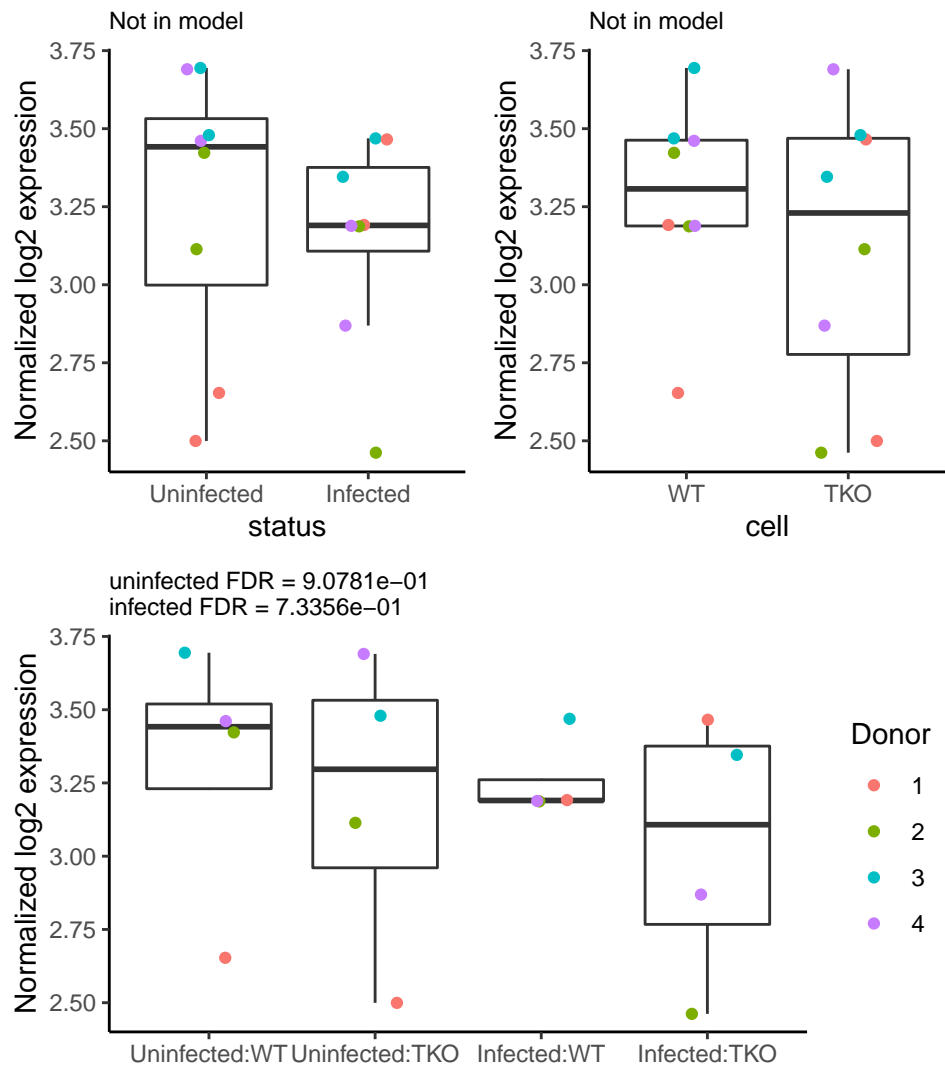 Not in model
Normalized log2 expression
3.75
3.50
3.25
3.00
2.75
2.50
Uninfected Infected
status
Not in model
Normalized log2 expression
3.75
3.50
3.25
3.00
2.75
2.50
WT TKO
cell
uninfected FDR = 9.0781e−01
infected FDR = 7.3356e−01
Normalized log2 expression
3.75
3.50
3.25
3.00
2.75
2.50
Uninfected:WT Uninfected:TKO Infected:WT Infected:TKO
Donor
1
2
3
4